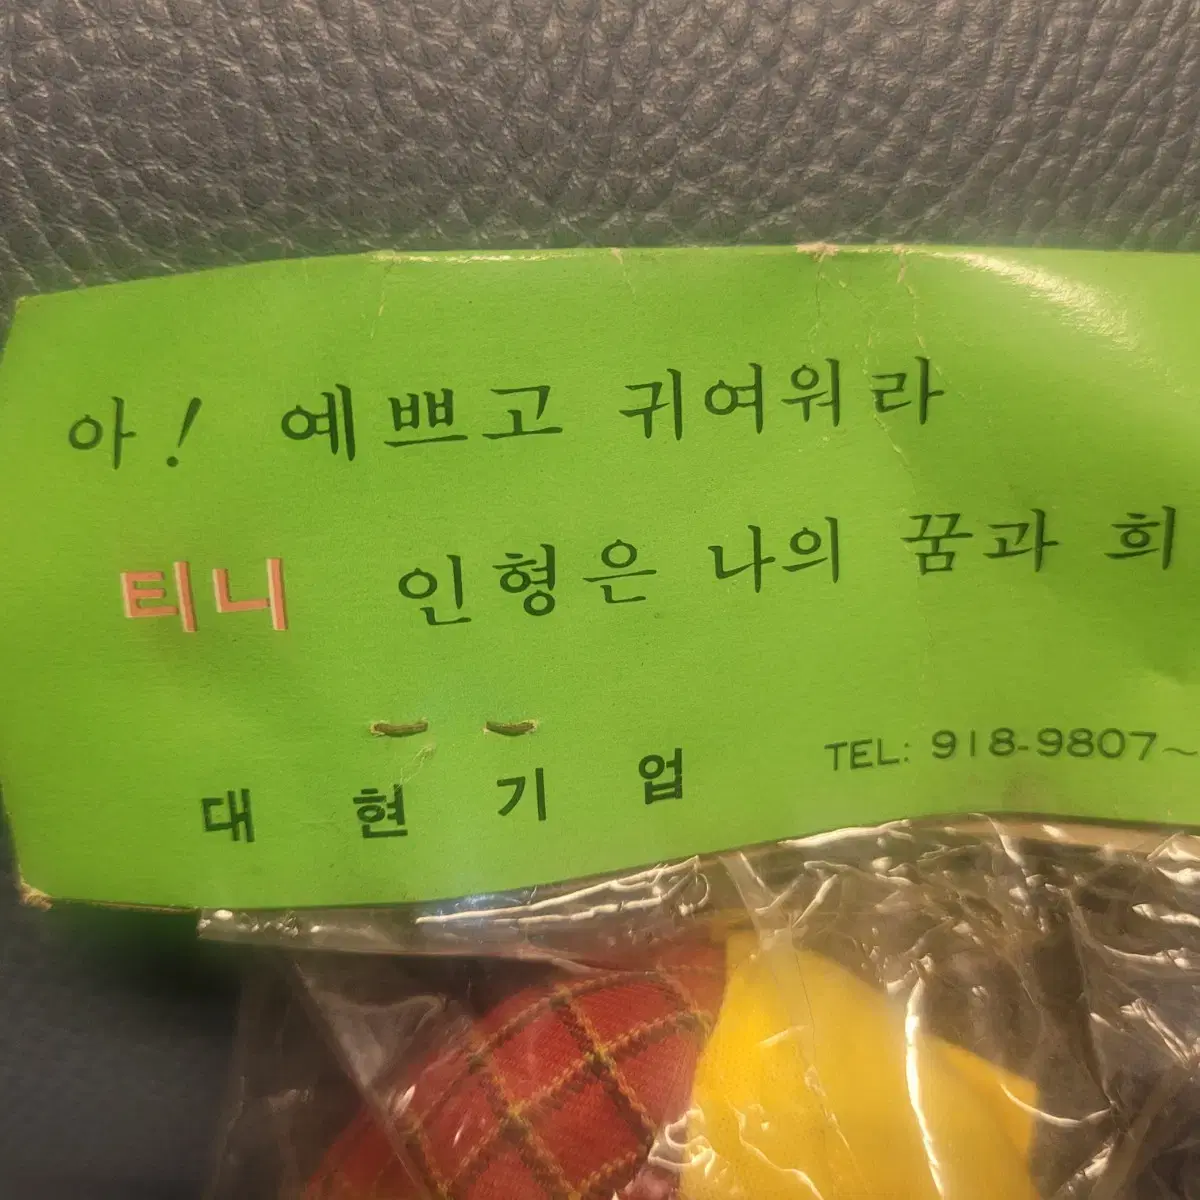 아! 예쁘고 귀여워라
티니 인형은 나의 꿈과 희
대현기업 TEL: 918-9807~